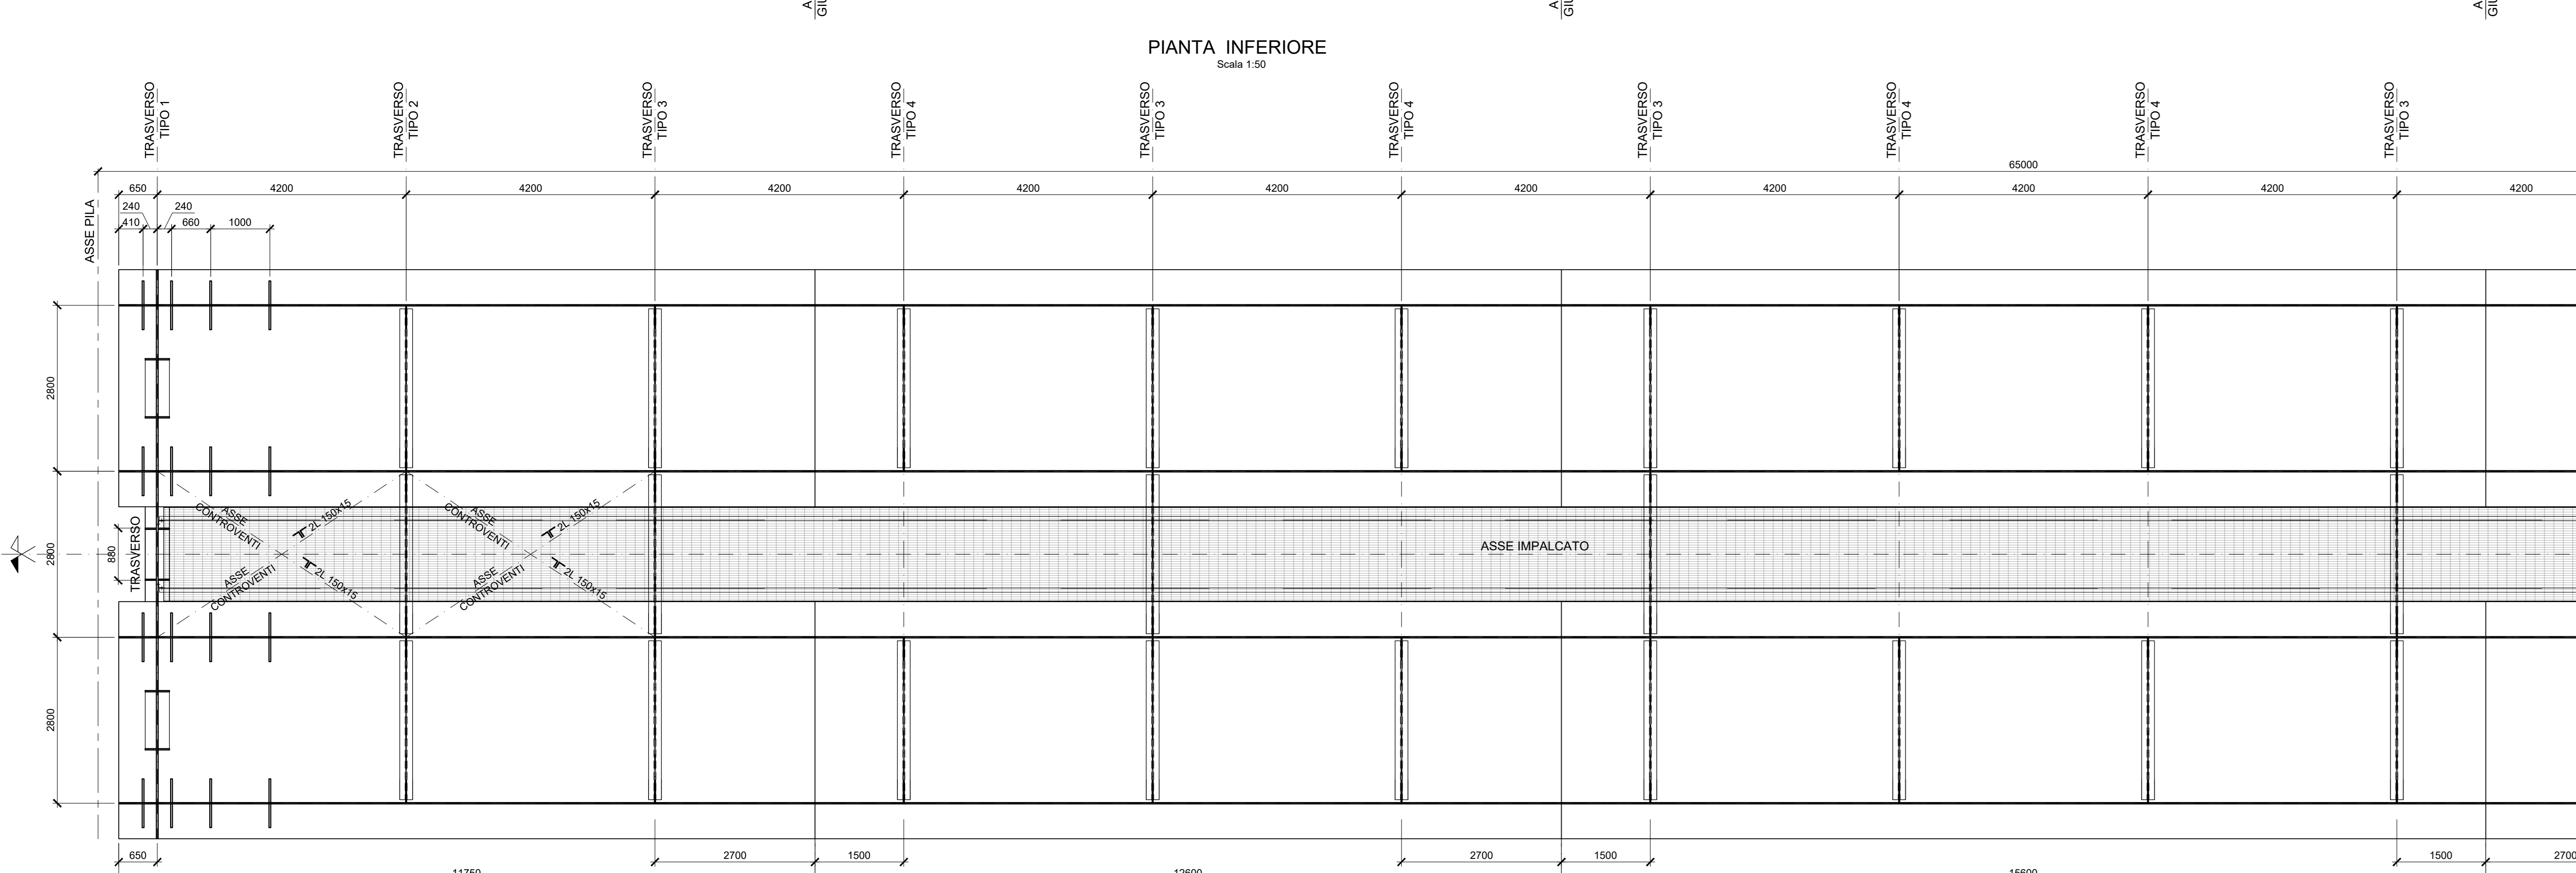 A
GIU
A
GIU
A
GIU
PIANTA INFERIORE
Scala 1:50
TRASVERSO
TIPO 1
TRASVERSO
TIPO 2
TRASVERSO
TIPO 3
TRASVERSO
TIPO 4
TRASVERSO
TIPO 3
TRASVERSO
TIPO 4
TRASVERSO
TIPO 3
TRASVERSO
TIPO 4
TRASVERSO
TIPO 4
TRASVERSO
TIPO 3
65000
650
4200
4200
4200
4200
4200
4200
4200
4200
4200
4200
240
240
410
660
1000
ASSE PILA
2800
2800
2800
880
TRASVERSO
ASSE
CONTROVENTI
2L 150x15
ASSE
CONTROVENTI
2L 150x15
ASSE
CONTROVENTI
2L 150x15
ASSE
CONTROVENTI
2L 150x15
ASSE IMPALCATO
650
2700
1500
2700
1500
1500
2700
11750
12600
15600